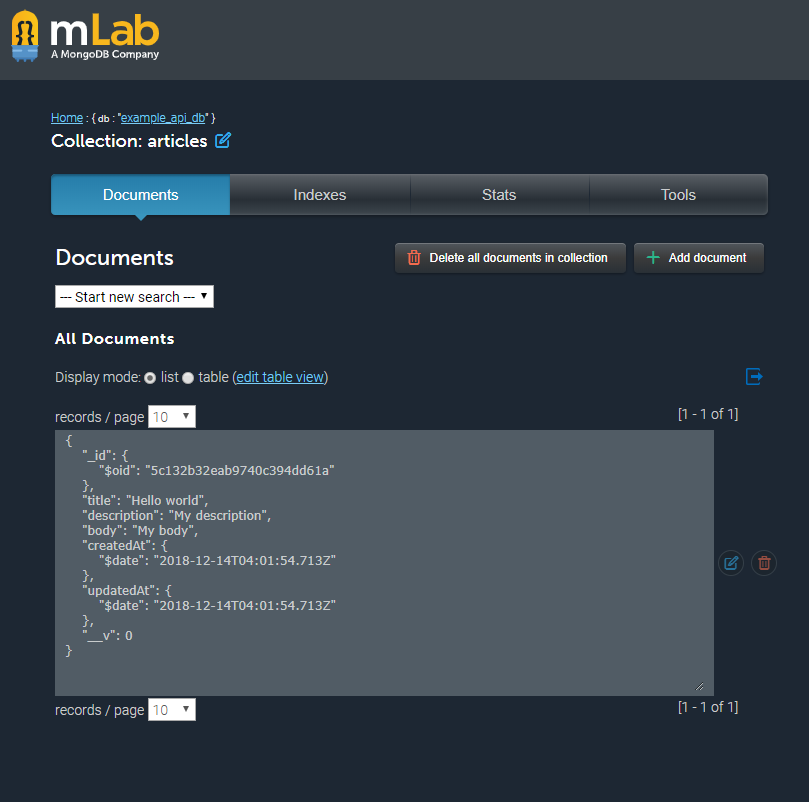 mLab
A MongoDB Company
Home : { db : "example_api_db" }
Collection: articles
Documents Indexes Stats Tools
Documents
Delete all documents in collection
Add document
--- Start new search ---
All Documents
Display mode: list table (edit table view)
records / page 10
[1 - 1 of 1]
{
"_id": {
"$oid": "5c132b32eab9740c394dd61a"
},
"title": "Hello world",
"description": "My description",
"body": "My body",
"createdAt": {
"$date": "2018-12-14T04:01:54.713Z"
},
"updatedAt": {
"$date": "2018-12-14T04:01:54.713Z"
},
"__v": 0
}
records / page 10
[1 - 1 of 1]